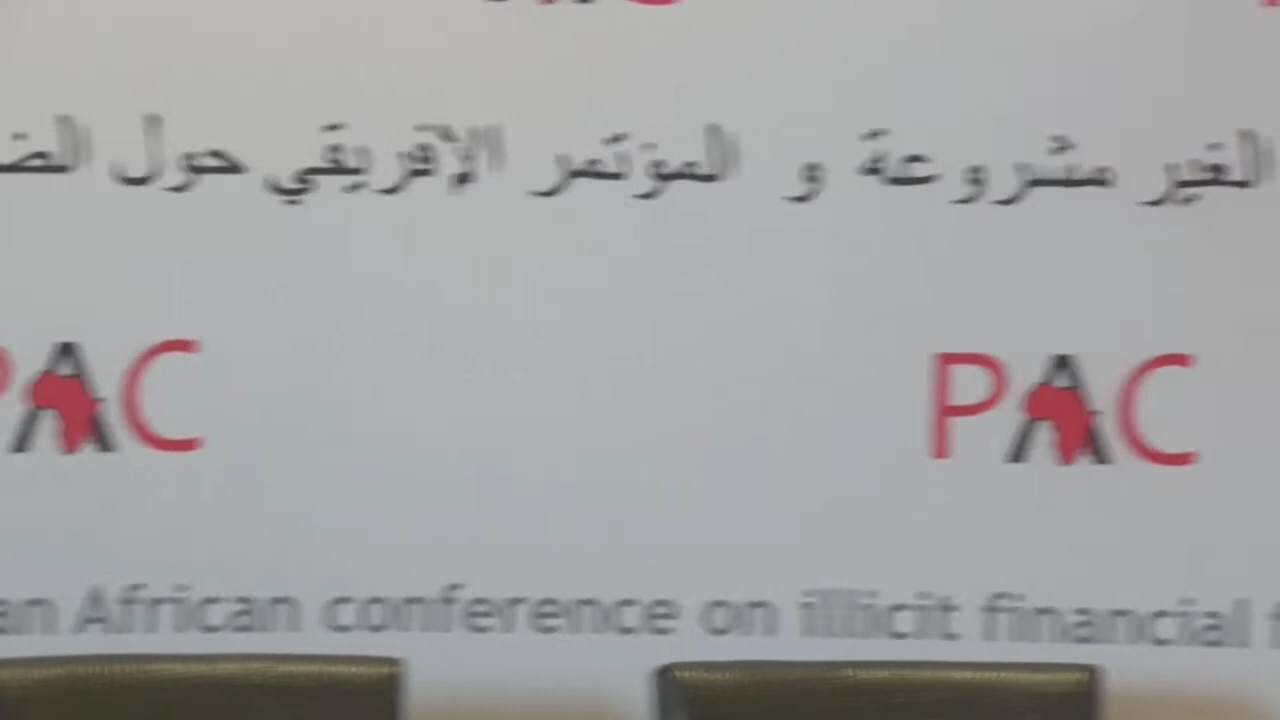 الغير مشروعة و المؤتمر الإفريقي حول
PAC
PAC
African conference on illicit financial